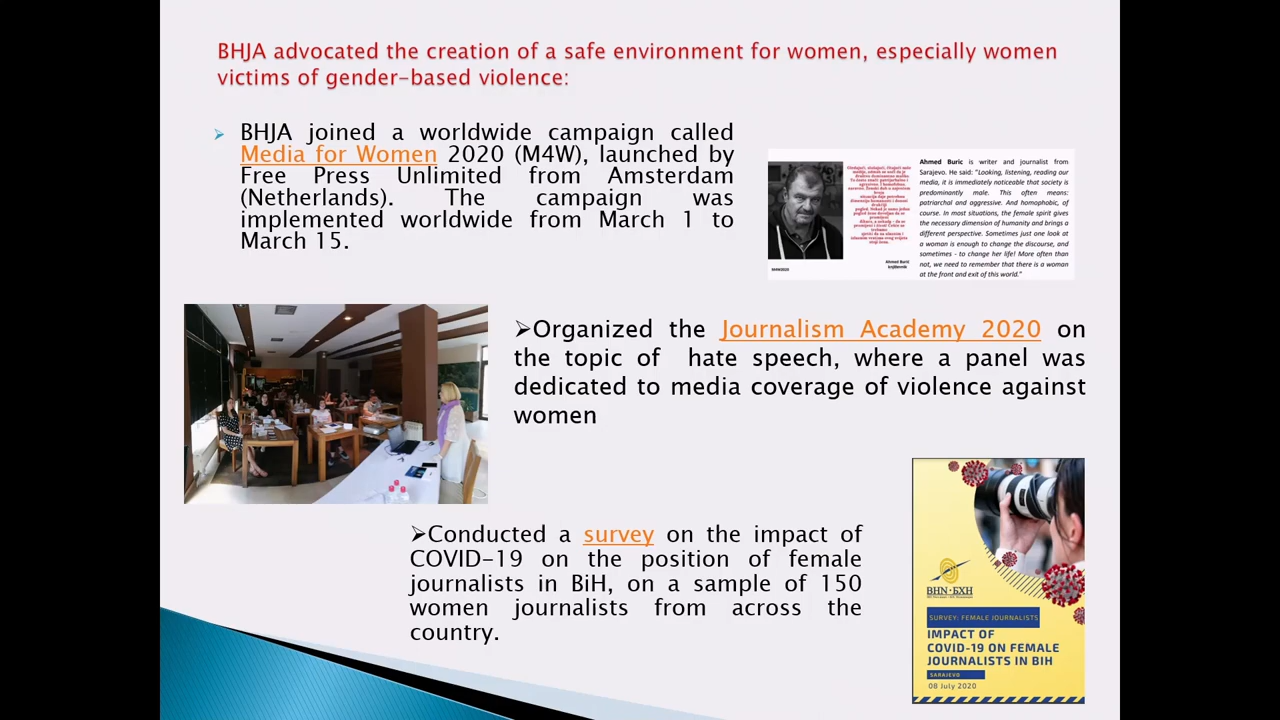 BHJA advocated the creation of a safe environment for women, especially women
victims of gender-based violence:
➢ BHJA joined a worldwide campaign called
Media for Women 2020 (M4W), launched by
Free Press Unlimited from Amsterdam
(Netherlands). The campaign was
implemented worldwide from March 1 to
March 15.
Ahmed Burić
književnik
#M4W2020
Ahmed Buric is writer and journalist from
Sarajevo. He said: "Looking, listening, reading our
media, it is immediately noticeable that society is
predominantly male. This often means:
patriarchal and aggressive. And homophobic, of
course. In most situations, the female spirit gives
the necessary dimension of humanity and brings a
different perspective. Sometimes just one look at
a woman is enough to change the discourse, and
sometimes - to change her life! More often than
not, we need to remember that there is a woman
at the front and exit of this world."
➢Organized the Journalism Academy 2020 on
the topic of hate speech, where a panel was
dedicated to media coverage of violence against
women
➢Conducted a survey on the impact of
COVID-19 on the position of female
journalists in BiH, on a sample of 150
women journalists from across the
country.
BHN·БХН
SURVEY: FEMALE JOURNALISTS
IMPACT OF
COVID-19 ON FEMALE
JOURNALISTS IN BIH
SARAJEVO
08 July 2020